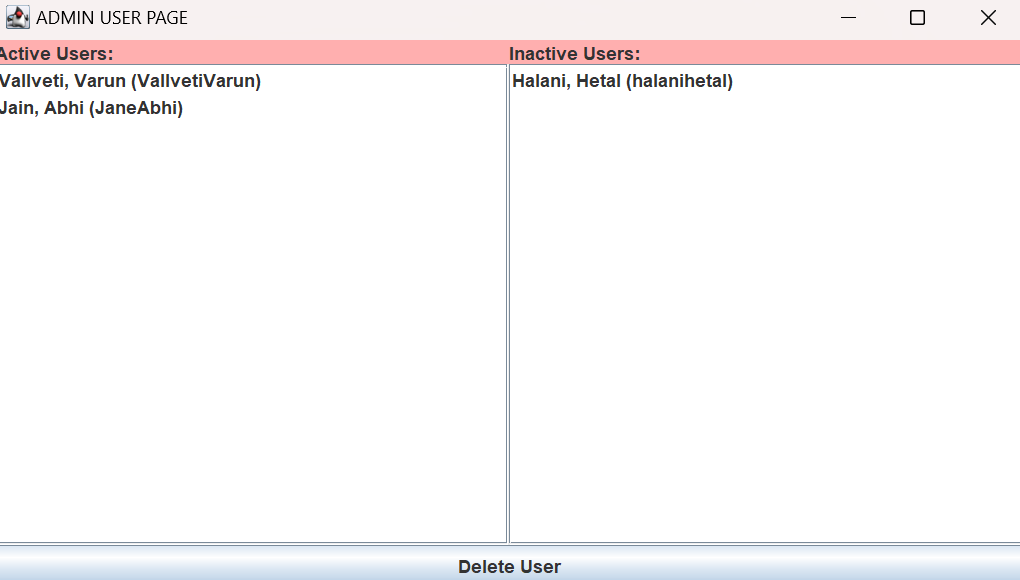 ADMIN USER PAGE
Active Users:
Vallveti, Varun (VallvetiVarun)
Jain, Abhi (JaneAbhi)
Inactive Users:
Halani, Hetal (halanihetal)
Delete User